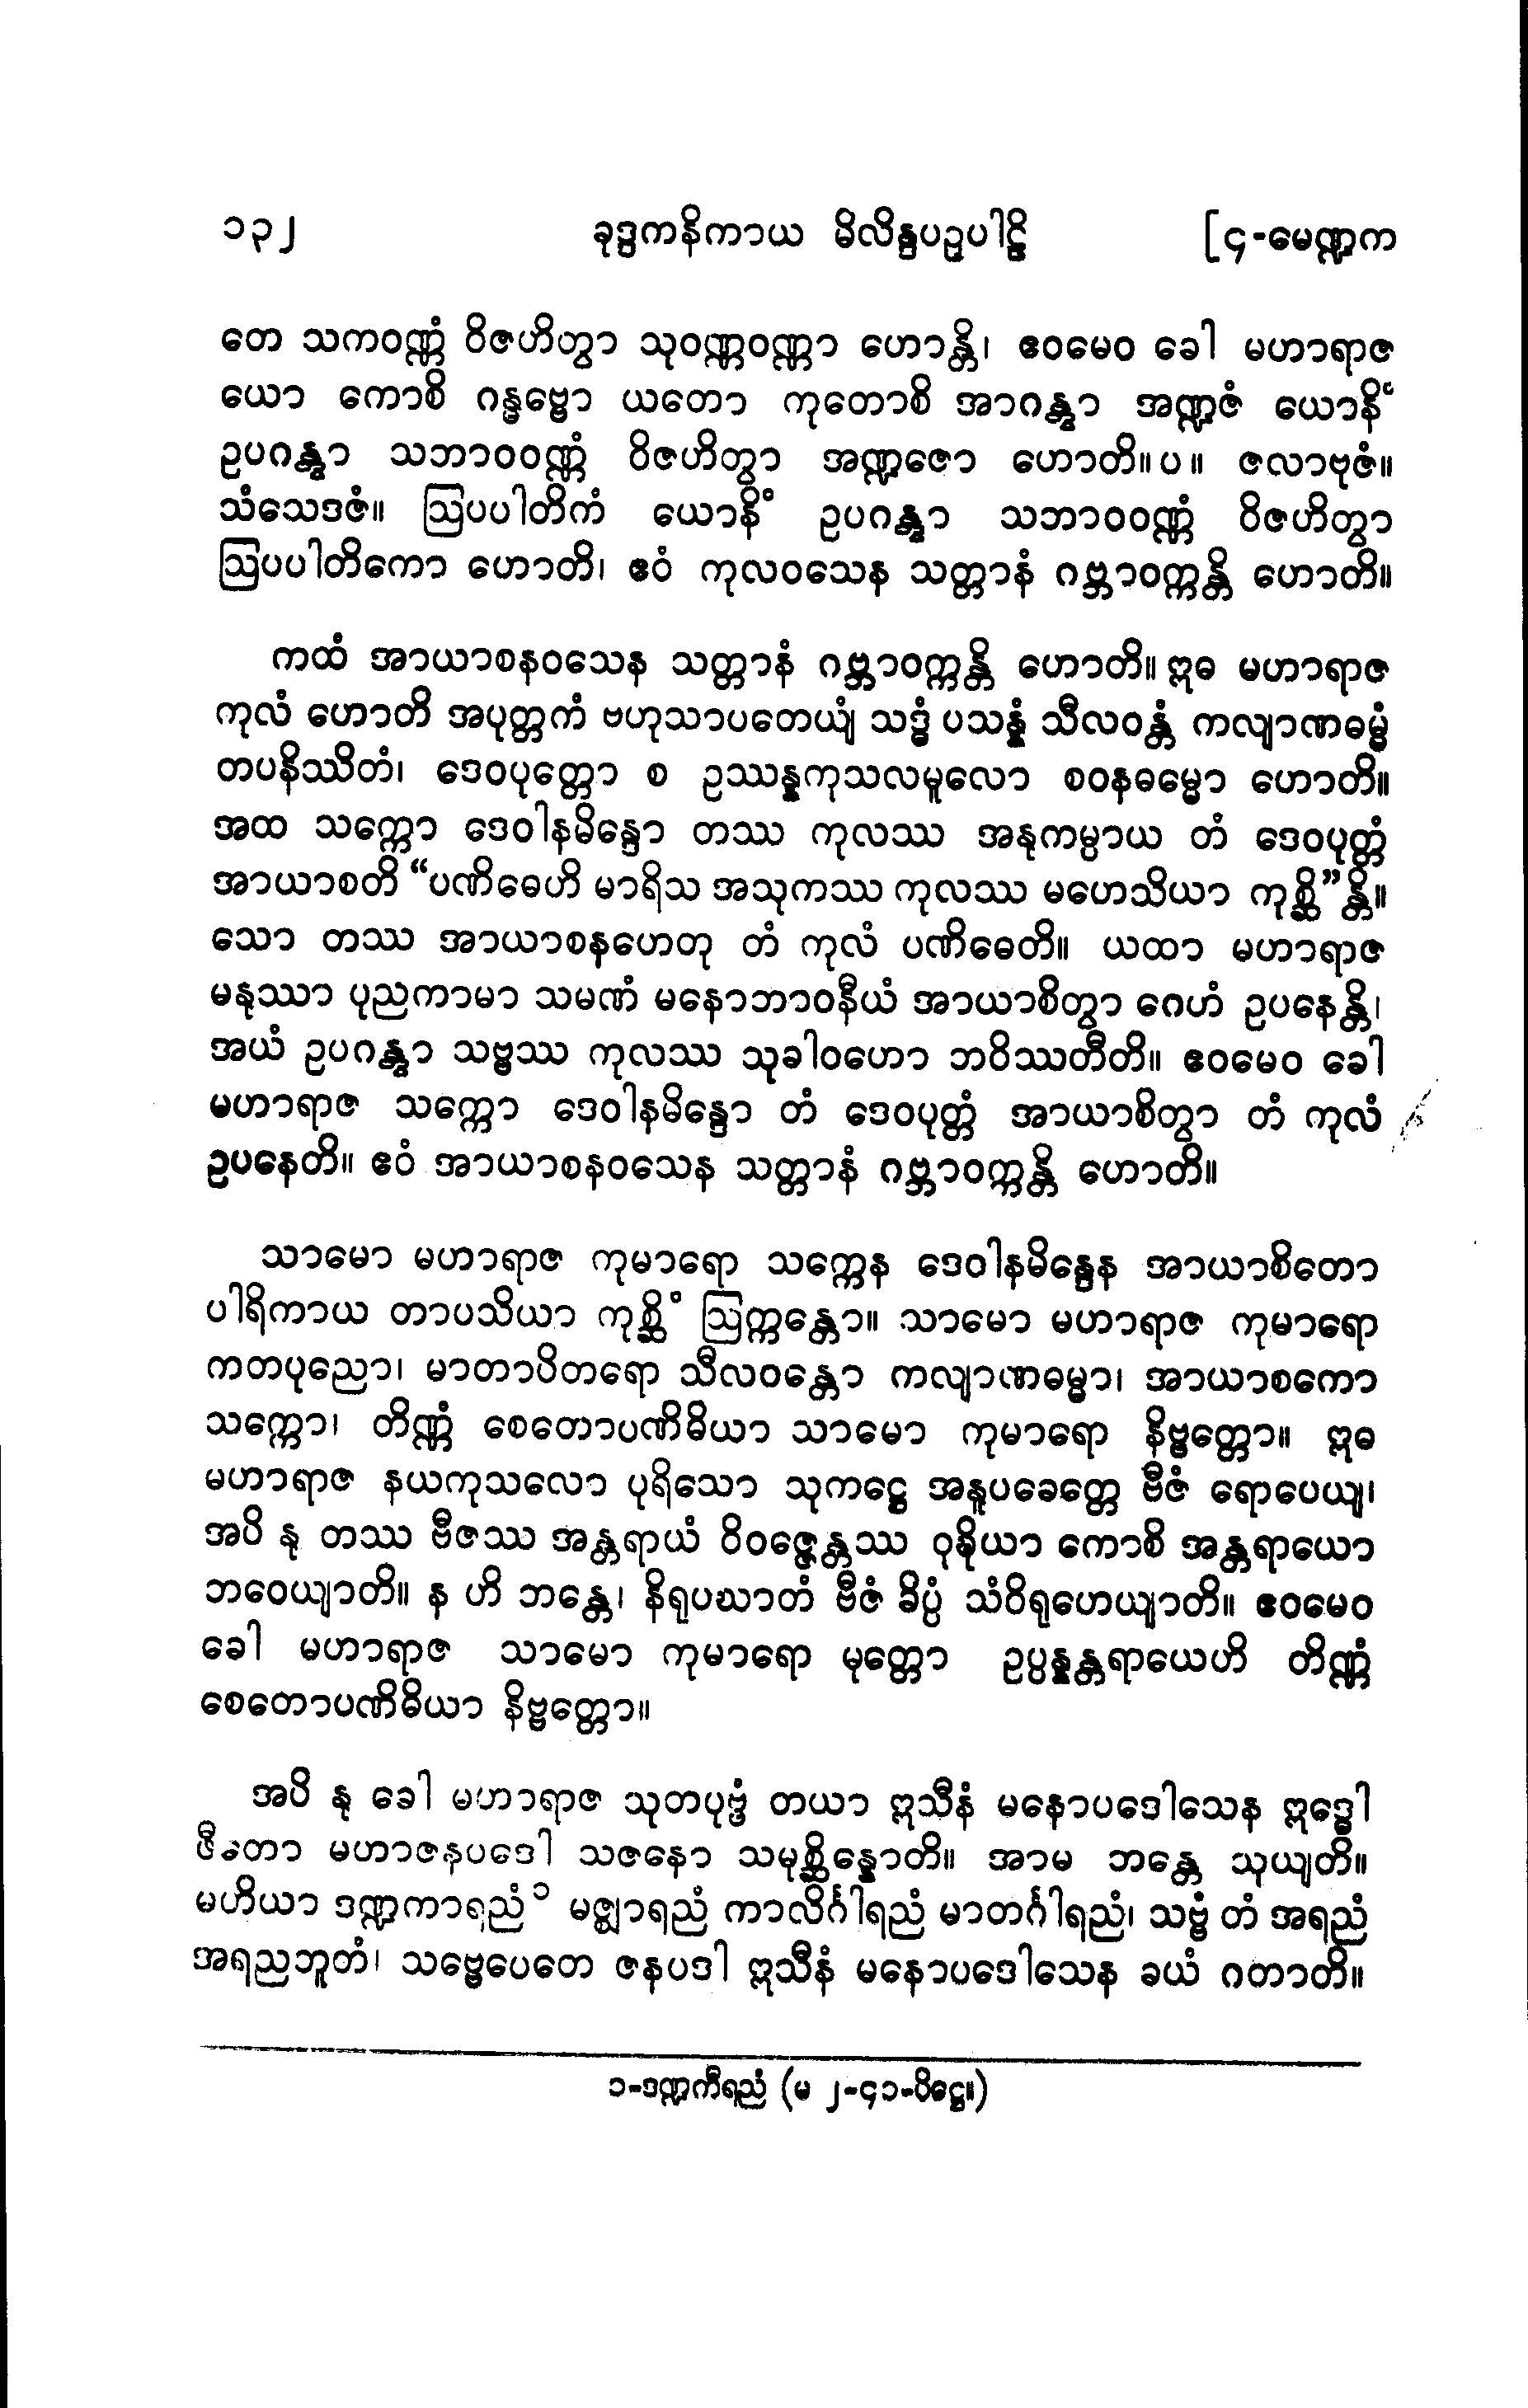 ၁၃၂ ခုဒ္ဒကနိကာယ မိလိန္ဒပဉှပါဠိ [၄-မေဏ္ဍက
တေ သကဝဏ္ဏံ ဝိဇဟိတွာ သုဝဏ္ဏဝဏ္ဏာ ဟောန္တိ၊ ဧဝမေဝ ခေါ မဟာရာဇ
ယော ကောစိ ဂန္ဓဗ္ဗော ယတော ကုတောစိ အာဂန္တွာ အဏ္ဍဇံ ယောနိံ
ဥပဂန္တွာ သဘာဝဝဏ္ဏံ ဝိဇဟိတွာ အဏ္ဍဇော ဟောတိ။ပ။ ဇလာဗုဇံ။
သံသေဒဇံ။ ဩပပါတိကံ ယောနိံ ဥပဂန္တွာ သဘာဝဝဏ္ဏံ ဝိဇဟိတွာ
ဩပပါတိကော ဟောတိ၊ ဧဝံ ကုလဝသေန သတ္တာနံ ဂဗ္ဘာဝက္ကန္တိ ဟောတိ။
ကထံ အာယာစနဝသေန သတ္တာနံ ဂဗ္ဘာဝက္ကန္တိ ဟောတိ။ ဣဓ မဟာရာဇ
ကုလံ ဟောတိ အပုတ္တကံ ဗဟုသာပတေယျံ သဒ္ဓံ ပသန္နံ သီလဝန္တံ ကလျာဏဓမ္မံ
တပနိဿိတံ၊ ဒေဝပုတ္တော စ ဥဿန္နကုသလမူလော စဝနဓမ္မော ဟောတိ။
အထ သက္ကော ဒေဝါနမိန္ဒော တဿ ကုလဿ အနုကမ္ပာယ တံ ဒေဝပုတ္တံ
အာယာစတိ “ပဏိဓေဟိ မာရိသ အသုကဿ ကုလဿ မဟေသိယာ ကုစ္ဆိ”န္တိ။
သော တဿ အာယာစနဟေတု တံ ကုလံ ပဏိဓေတိ။ ယထာ မဟာရာဇ
မနုဿာ ပုညကာမာ သမဏံ မနောဘာဝနီယံ အာယာစိတွာ ဂေဟံ ဥပနေန္တိ၊
အယံ ဥပဂန္တွာ သဗ္ဗဿ ကုလဿ သုခါဝဟော ဘဝိဿတီတိ။ ဧဝမေဝ ခေါ
မဟာရာဇ သက္ကော ဒေဝါနမိန္ဒော တံ ဒေဝပုတ္တံ အာယာစိတွာ တံ ကုလံ
ဥပနေတိ။ ဧဝံ အာယာစနဝသေန သတ္တာနံ ဂဗ္ဘာဝက္ကန္တိ ဟောတိ။
သာမော မဟာရာဇ ကုမာရော သက္ကေန ဒေဝါနမိန္ဒေန အာယာစိတော
ပါရိကာယ တာပသိယာ ကုစ္ဆိံ ဩက္ကန္တော။ သာမော မဟာရာဇ ကုမာရော
ကတပုညော၊ မာတာပိတရော သီလဝန္တော ကလျာဏဓမ္မာ၊ အာယာစကော
သက္ကော၊ တိဏ္ဏံ စေတောပဏိဓိယာ သာမော ကုမာရော နိဗ္ဗတ္တော။ ဣဓ
မဟာရာဇ နယကုသလော ပုရိသော သုကဋ္ဌေ အနူပခေတ္တေ ဗီဇံ ရောပေယျ၊
အပိ နု တဿ ဗီဇဿ အန္တရာယံ ဝိဝဇ္ဇေန္တဿ ဝုဒ္ဓိယာ ကောစိ အန္တရာယော
ဘဝေယျာတိ။ န ဟိ ဘန္တေ၊ နိရုပဃာတံ ဗီဇံ ခိပ္ပံ သံဝိရုဟေယျာတိ။ ဧဝမေဝ
ခေါ မဟာရာဇ သာမော ကုမာရော မုတ္တော ဥပ္ပန္နန္တရာယေဟိ တိဏ္ဏံ
စေတောပဏိဓိယာ နိဗ္ဗတ္တော။
အပိ နု ခေါ မဟာရာဇ သုတပုဗ္ဗံ တယာ ဣသီနံ မနောပဒေါသေန ဣဒ္ဓေါ
ဖီတော မဟာဇနပဒေါ သဇနော သမုစ္ဆိန္နောတိ။ အာမ ဘန္တေ သုယျတိ။
မဟိယာ ဒဏ္ဍကာရညံ၁ မဇ္ဈာရညံ ကာလိင်္ဂါရညံ မာတင်္ဂါရညံ၊ သဗ္ဗံ တံ အရညံ
အရညဘူတံ၊ သဗ္ဗေပေတေ ဇနပဒါ ဣသီနံ မနောပဒေါသေန ခယံ ဂတာတိ။
၁-ဒဏ္ဍကီရညံ (မ ၂-၄၁-ပိဋ္ဌေ။)